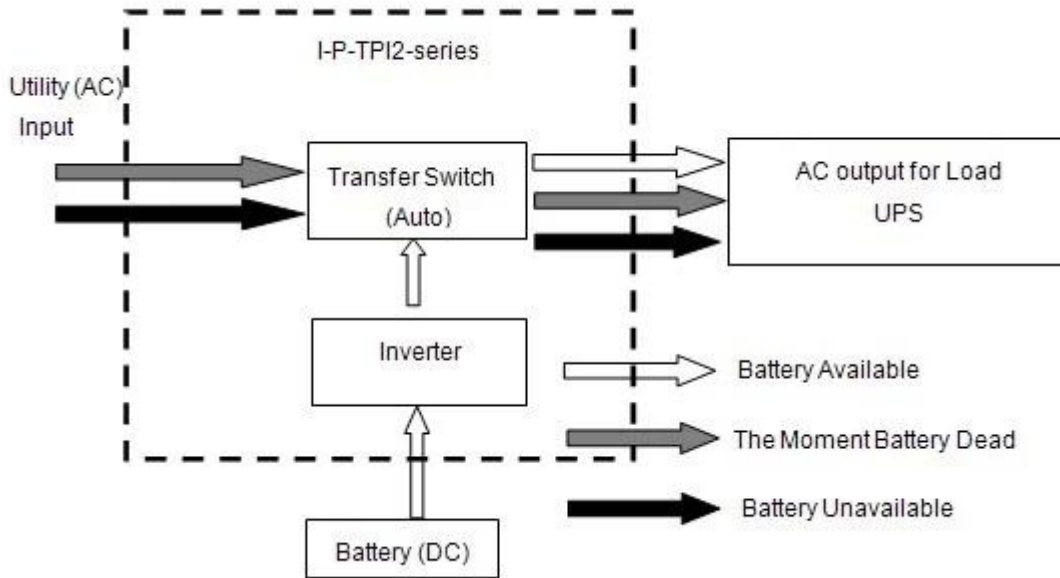 I-P-TPI2-series
Utility (AC)
Input
Transfer Switch
(Auto)
AC output for Load
UPS
Inverter
Battery Available
The Moment Battery Dead
Battery Unavailable
Battery (DC)